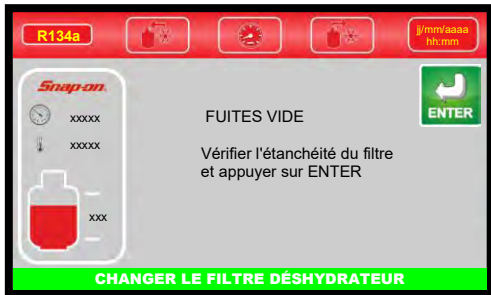 R134a
jj/mm/aaaa
hh:mm
Snap-on
ENTER
xxxxx
xxxxx
xxx
FUITES VIDE
Vérifier l'étanchéité du filtre
et appuyer sur ENTER
CHANGER LE FILTRE DÉSHYDRATEUR